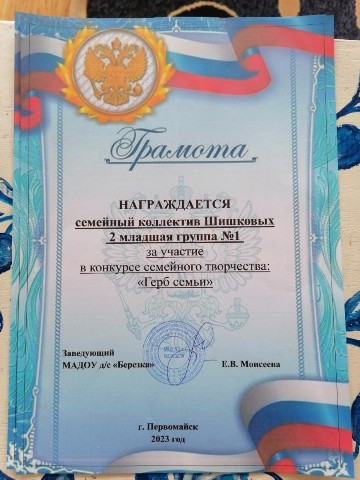 Грамота
НАГРАЖДАЕТСЯ
семейный коллектив Шишковых
2 младшая группа №1
за участие
в конкурсе семейного творчества:
«Герб семьи»
Заведующий
МАДОУ д/с «Березка»
Е.В. Моисеева
г. Первомайск
2023 год